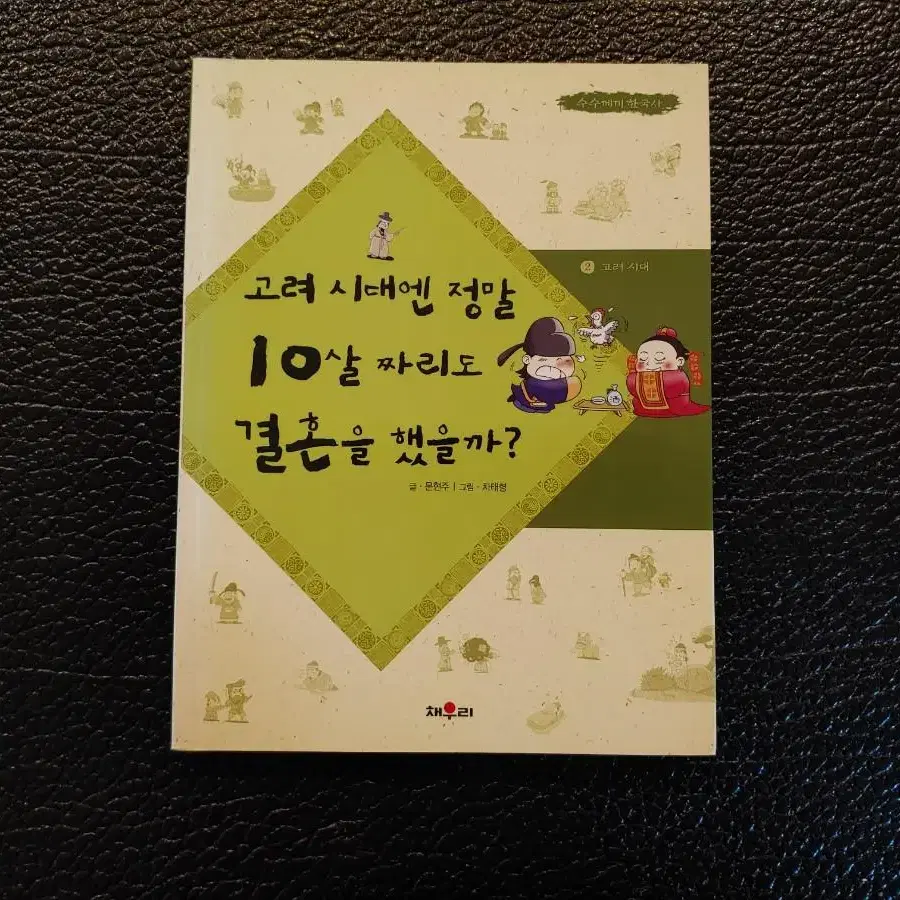 수수께끼 한국사
2 고려 시대
고려 시대엔 정말
10살 짜리도
결혼을 했을까?
글 · 문현주 | 그림 · 차태형
채우리